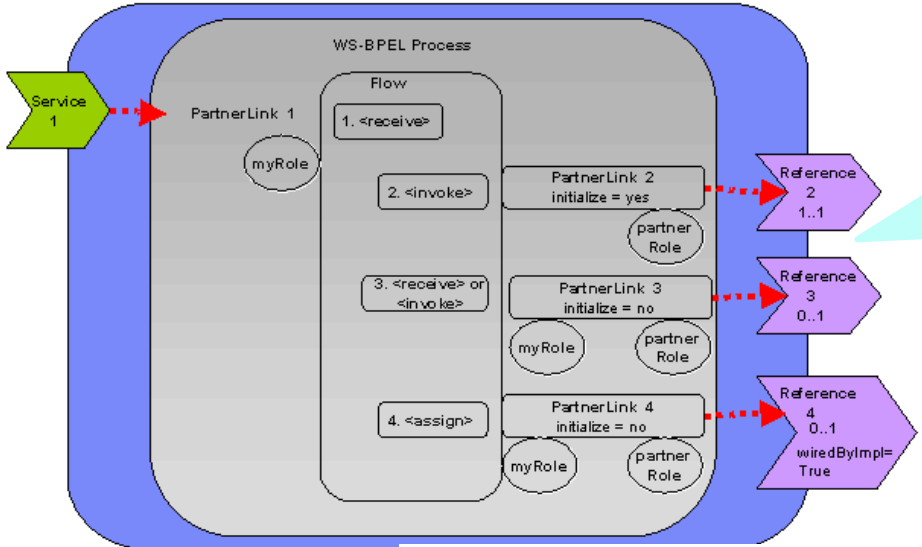 WS-BPEL Process
Flow
Service
1
PartnerLink 1
1. <receive>
myRole
2. <invoke>
PartnerLink 2
initialize = yes
partner
Role
Reference
2
1..1
3. <receive> or
<invoke>
PartnerLink 3
initialize = no
myRole
partner
Role
Reference
3
0..1
4. <assign>
PartnerLink 4
initialize = no
myRole
partner
Role
Reference
4
0..1
wiredByImpl=
True